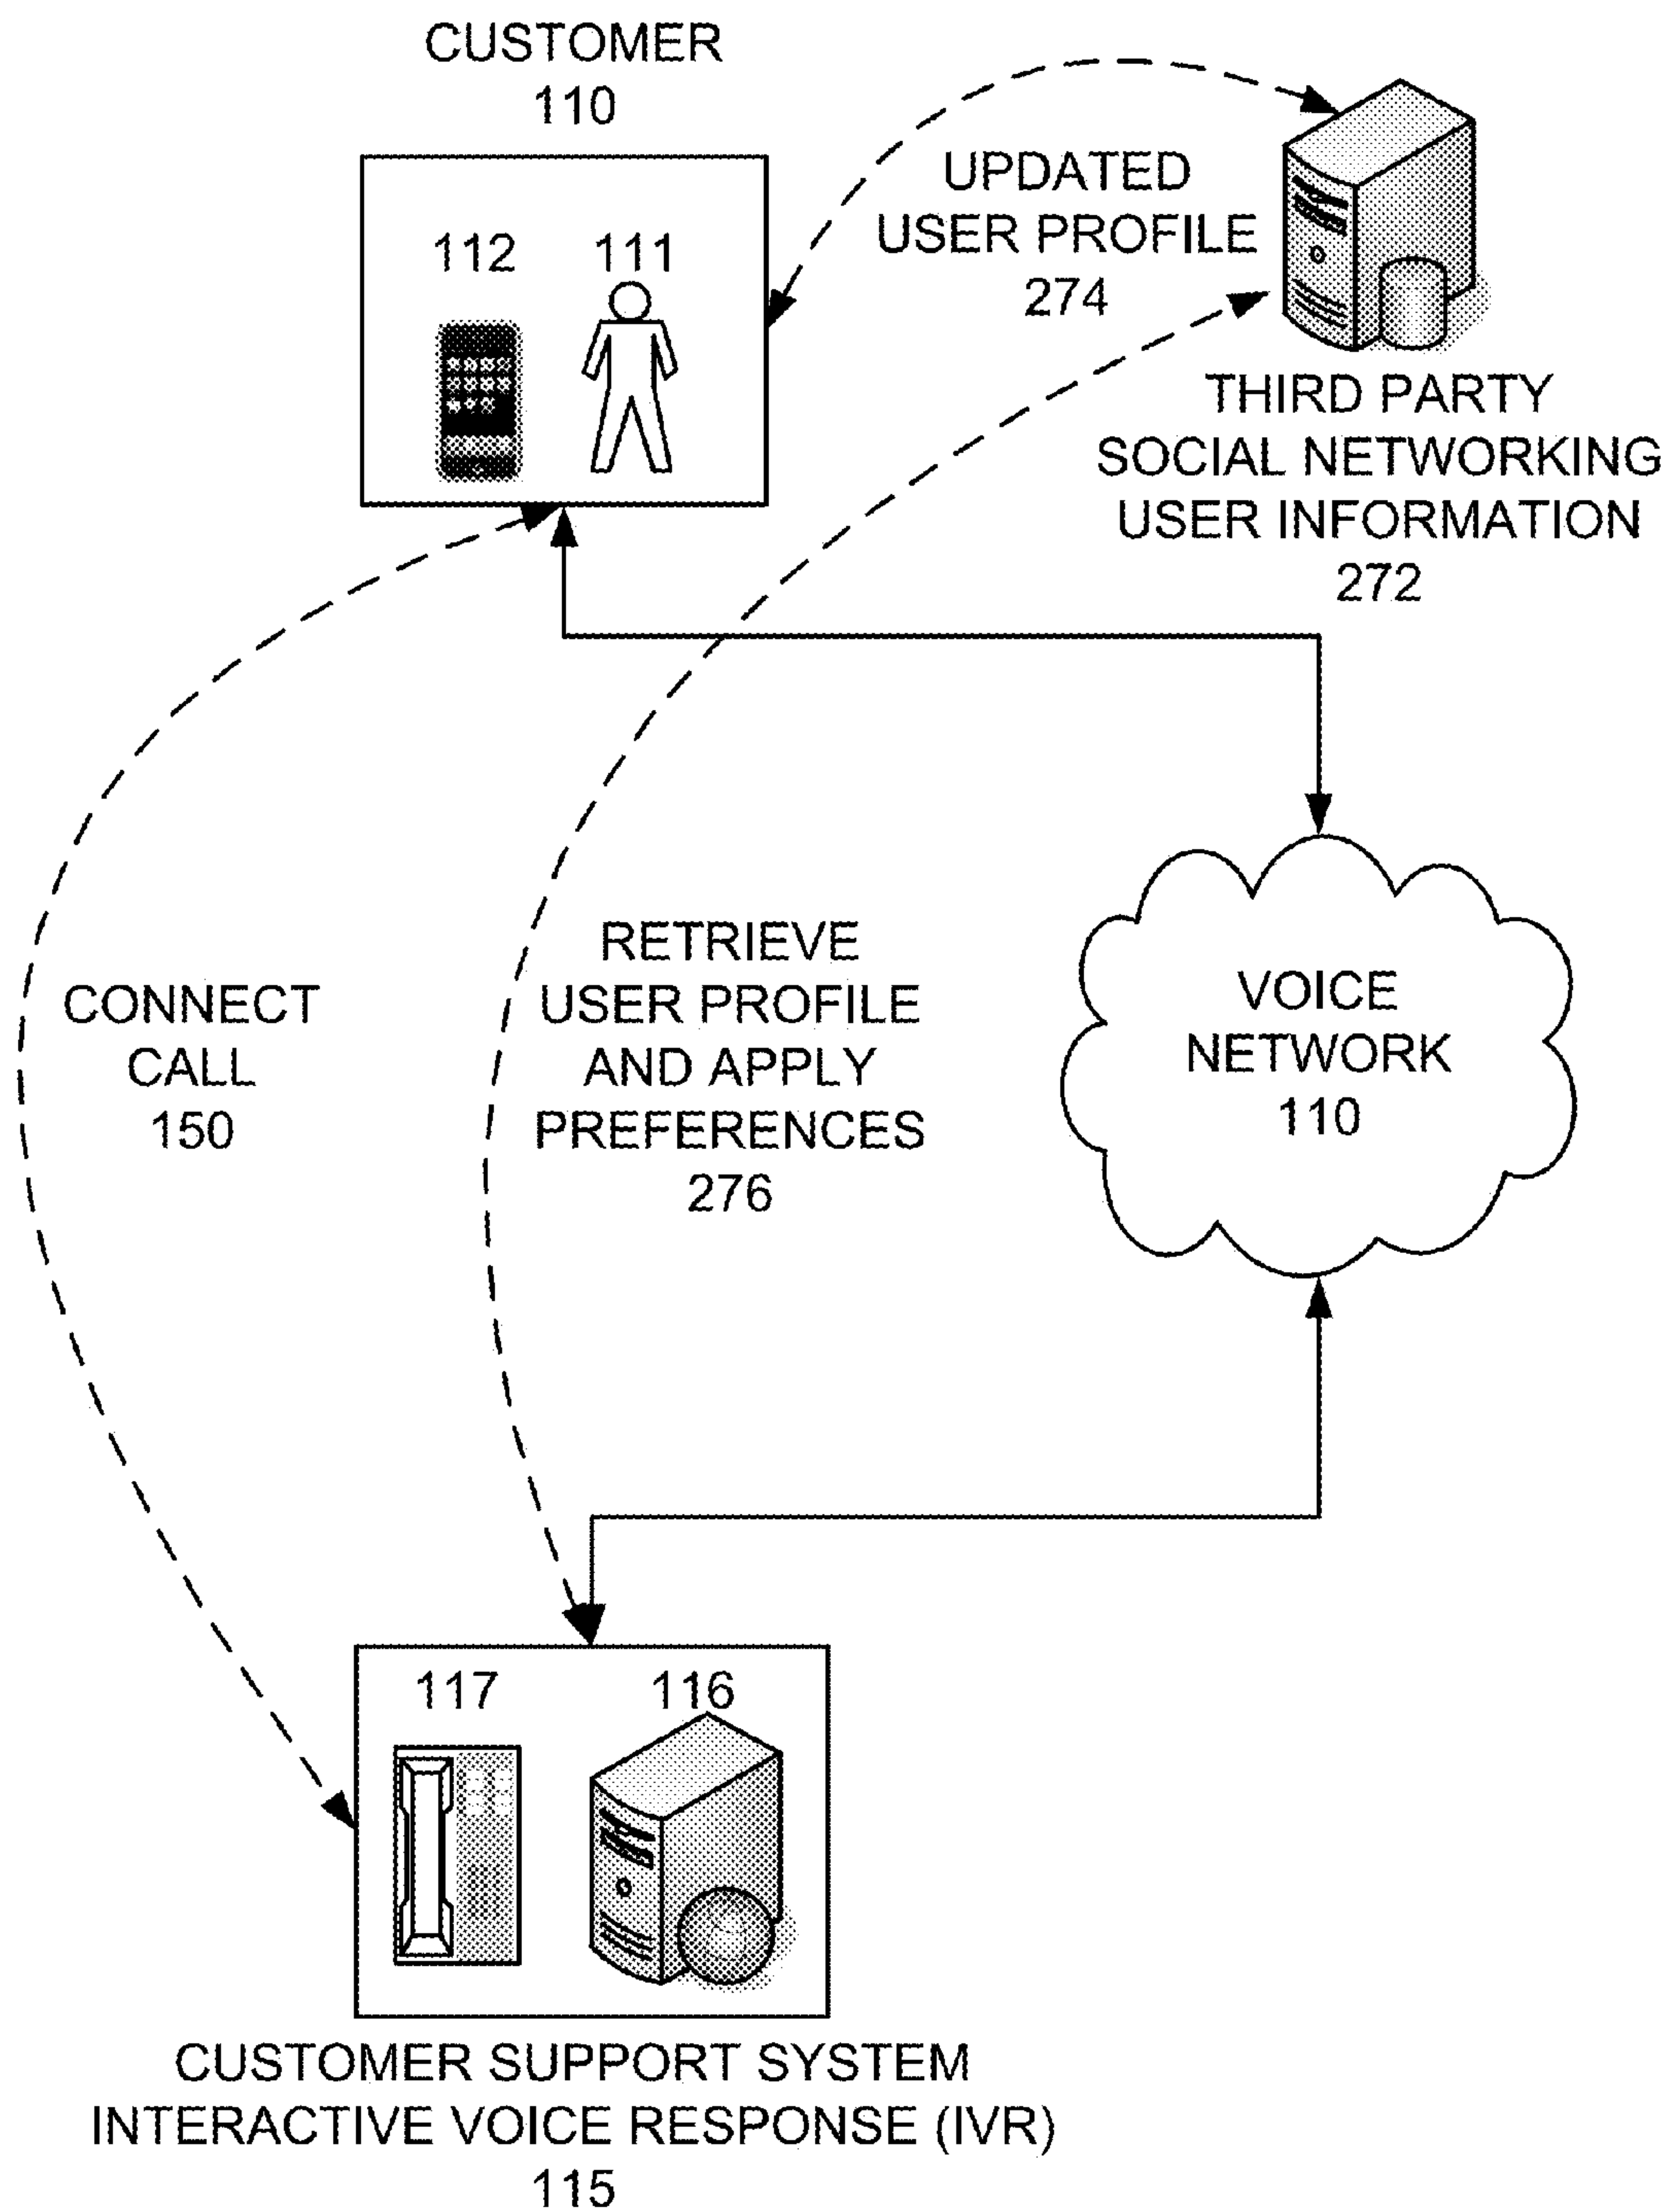 CUSTOMER
110
112
111
UPDATED
USER PROFILE
274
THIRD PARTY
SOCIAL NETWORKING
USER INFORMATION
272
CONNECT
CALL
150
RETRIEVE
USER PROFILE
AND APPLY
PREFERENCES
276
VOICE
NETWORK
110
117
116
CUSTOMER SUPPORT SYSTEM
INTERACTIVE VOICE RESPONSE (IVR)
115